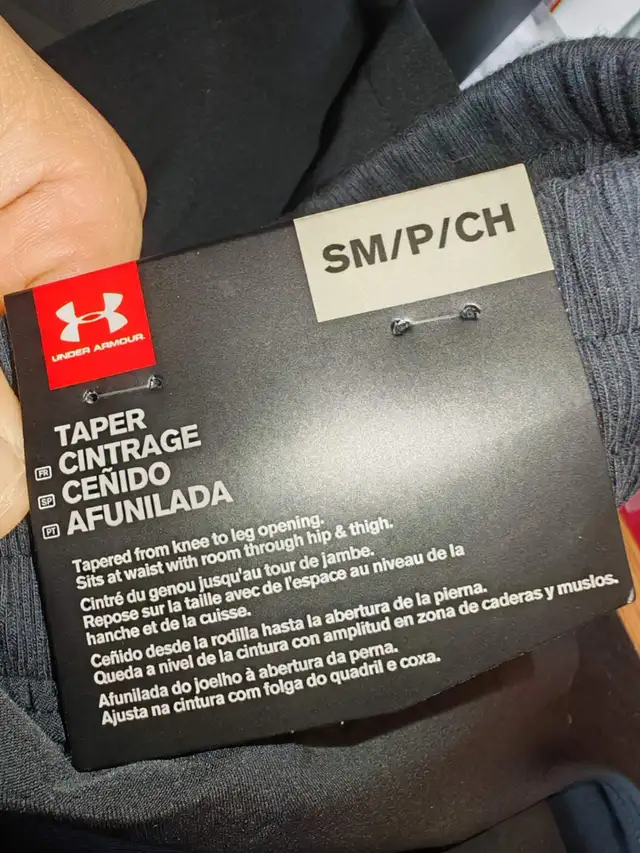 SM/P/CH
UNDER ARMOUR.
TAPER
FR CINTRAGE
SP CEÑIDO
PT AFUNILADA
Tapered from knee to leg opening.
Sits at waist with room through hip & thigh.
Cintré du genou jusqu'au tour de jambe.
Repose sur la taille avec de l'espace au niveau de la
hanche et de la cuisse.
Ceñido desde la rodilla hasta la abertura de la pierna.
Queda a nivel de la cintura con amplitud en zona de caderas y muslos.
Afunilada do joelho à abertura da perna.
Ajusta na cintura com folga do quadril e coxa.